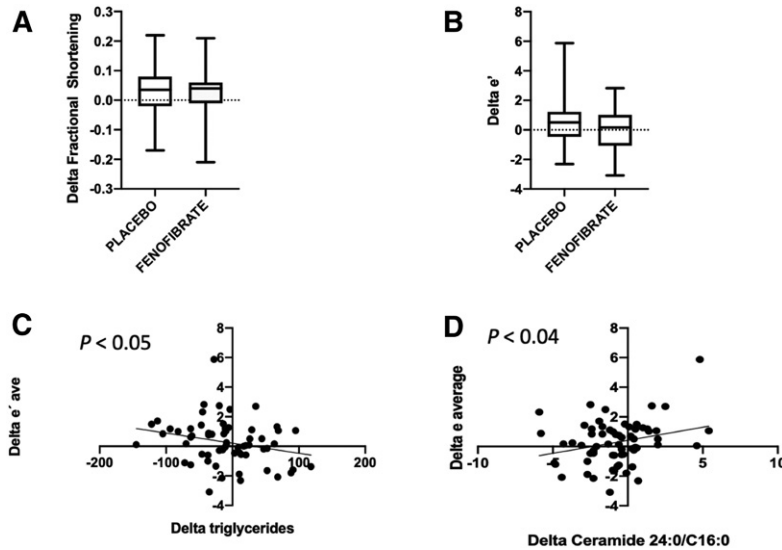 A
Delta Fractional Shortening
0.3
0.2
0.1
0.0
-0.1
-0.2
-0.3
PLACEBO
FENOFIBRATE
B
Delta e'
8
6
4
2
0
-2
-4
PLACEBO
FENOFIBRATE
C
P < 0.05
Delta e´ ave
8
6
4
2
-2
-4
-200
-100
0
100
200
Delta triglycerides
D
P < 0.04
Delta e average
8
6
4
2
-2
-4
-10
-5
0
5
10
Delta Ceramide 24:0/C16:0